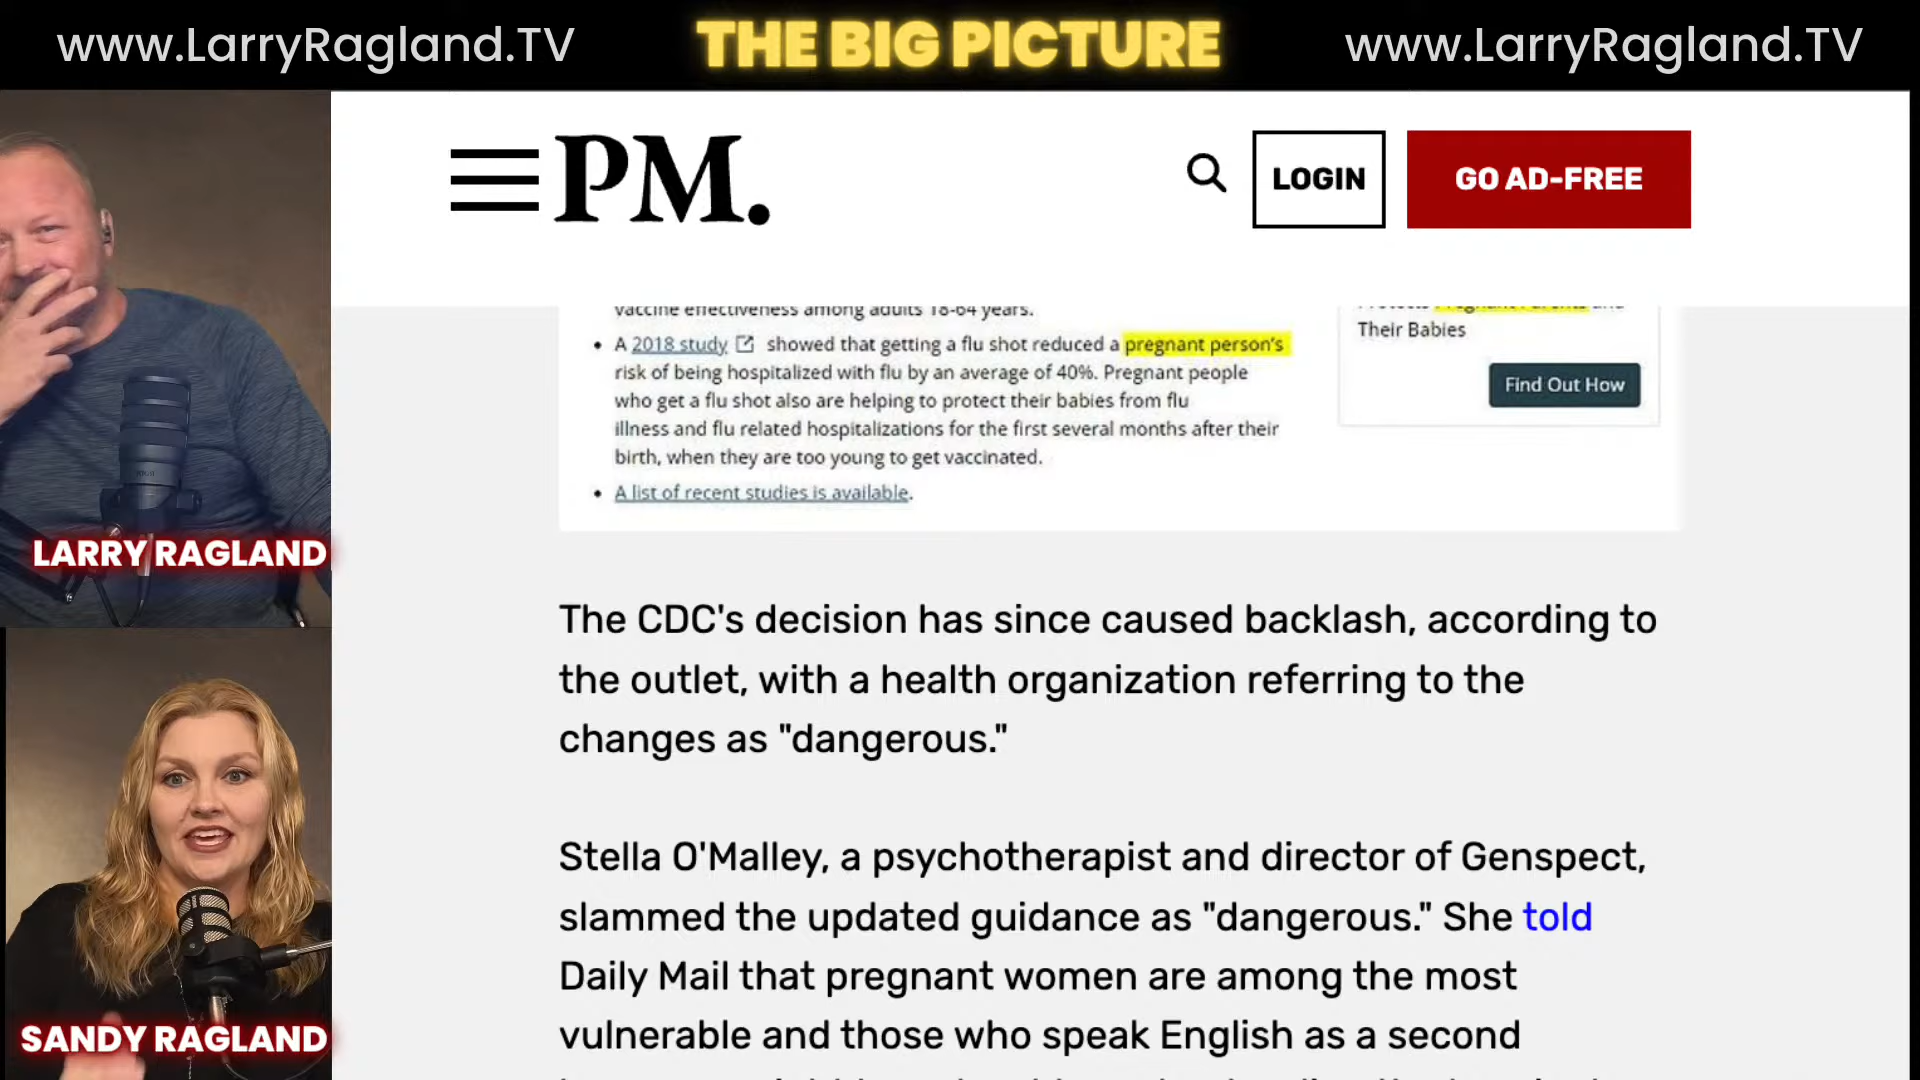 www.LarryRagland.TV
THE BIG PICTURE
www.LarryRagland.TV
PM.
LOGIN
GO AD-FREE
vaccine effectiveness among adults 18-64 years.
• A 2018 study showed that getting a flu shot reduced a pregnant person's
risk of being hospitalized with flu by an average of 40%. Pregnant people
who get a flu shot also are helping to protect their babies from flu
illness and flu related hospitalizations for the first several months after their
birth, when they are too young to get vaccinated.
• A list of recent studies is available.
Protects Pregnant Parents and
Their Babies
Find Out How
LARRY RAGLAND
The CDC's decision has since caused backlash, according to
the outlet, with a health organization referring to the
changes as "dangerous."
Stella O'Malley, a psychotherapist and director of Genspect,
slammed the updated guidance as "dangerous." She told
Daily Mail that pregnant women are among the most
vulnerable and those who speak English as a second
SANDY RAGLAND